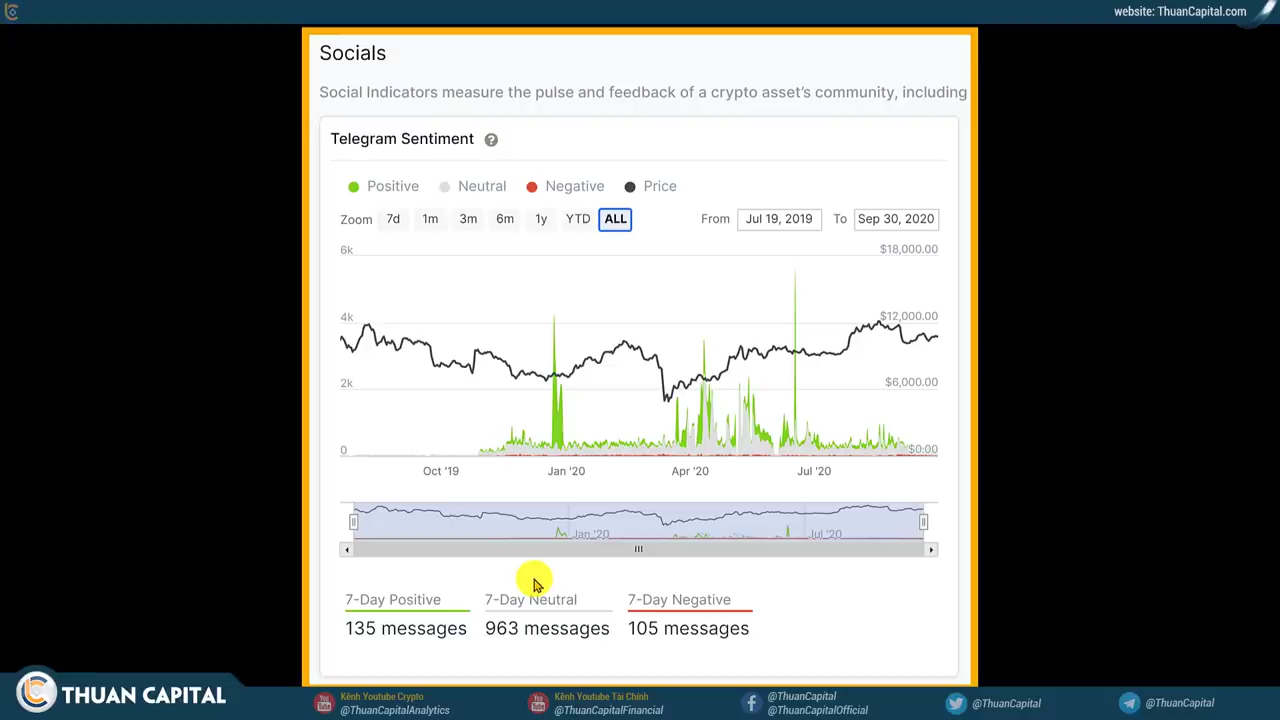 website: ThuanCapital.com
Socials
Social Indicators measure the pulse and feedback of a crypto asset's community, including
Telegram Sentiment ?
Positive Neutral Negative Price
Zoom 7d 1m 3m 6m 1y YTD ALL From Jul 19, 2019 To Sep 30, 2020
6k $18,000.00
4k $12,000.00
2k $6,000.00
0 $0.00
Oct '19 Jan '20 Apr '20 Jul '20
Jan '20 Jul '20
7-Day Positive 7-Day Neutral 7-Day Negative
135 messages 963 messages 105 messages
THUAN CAPITAL
Kênh Youtube Crypto
@ThuanCapitalAnalytics
Kênh Youtube Tài Chính
@ThuanCapitalFinancial
@ThuanCapital
@ThuanCapitalOfficial
@ThuanCapital
@ThuanCapital